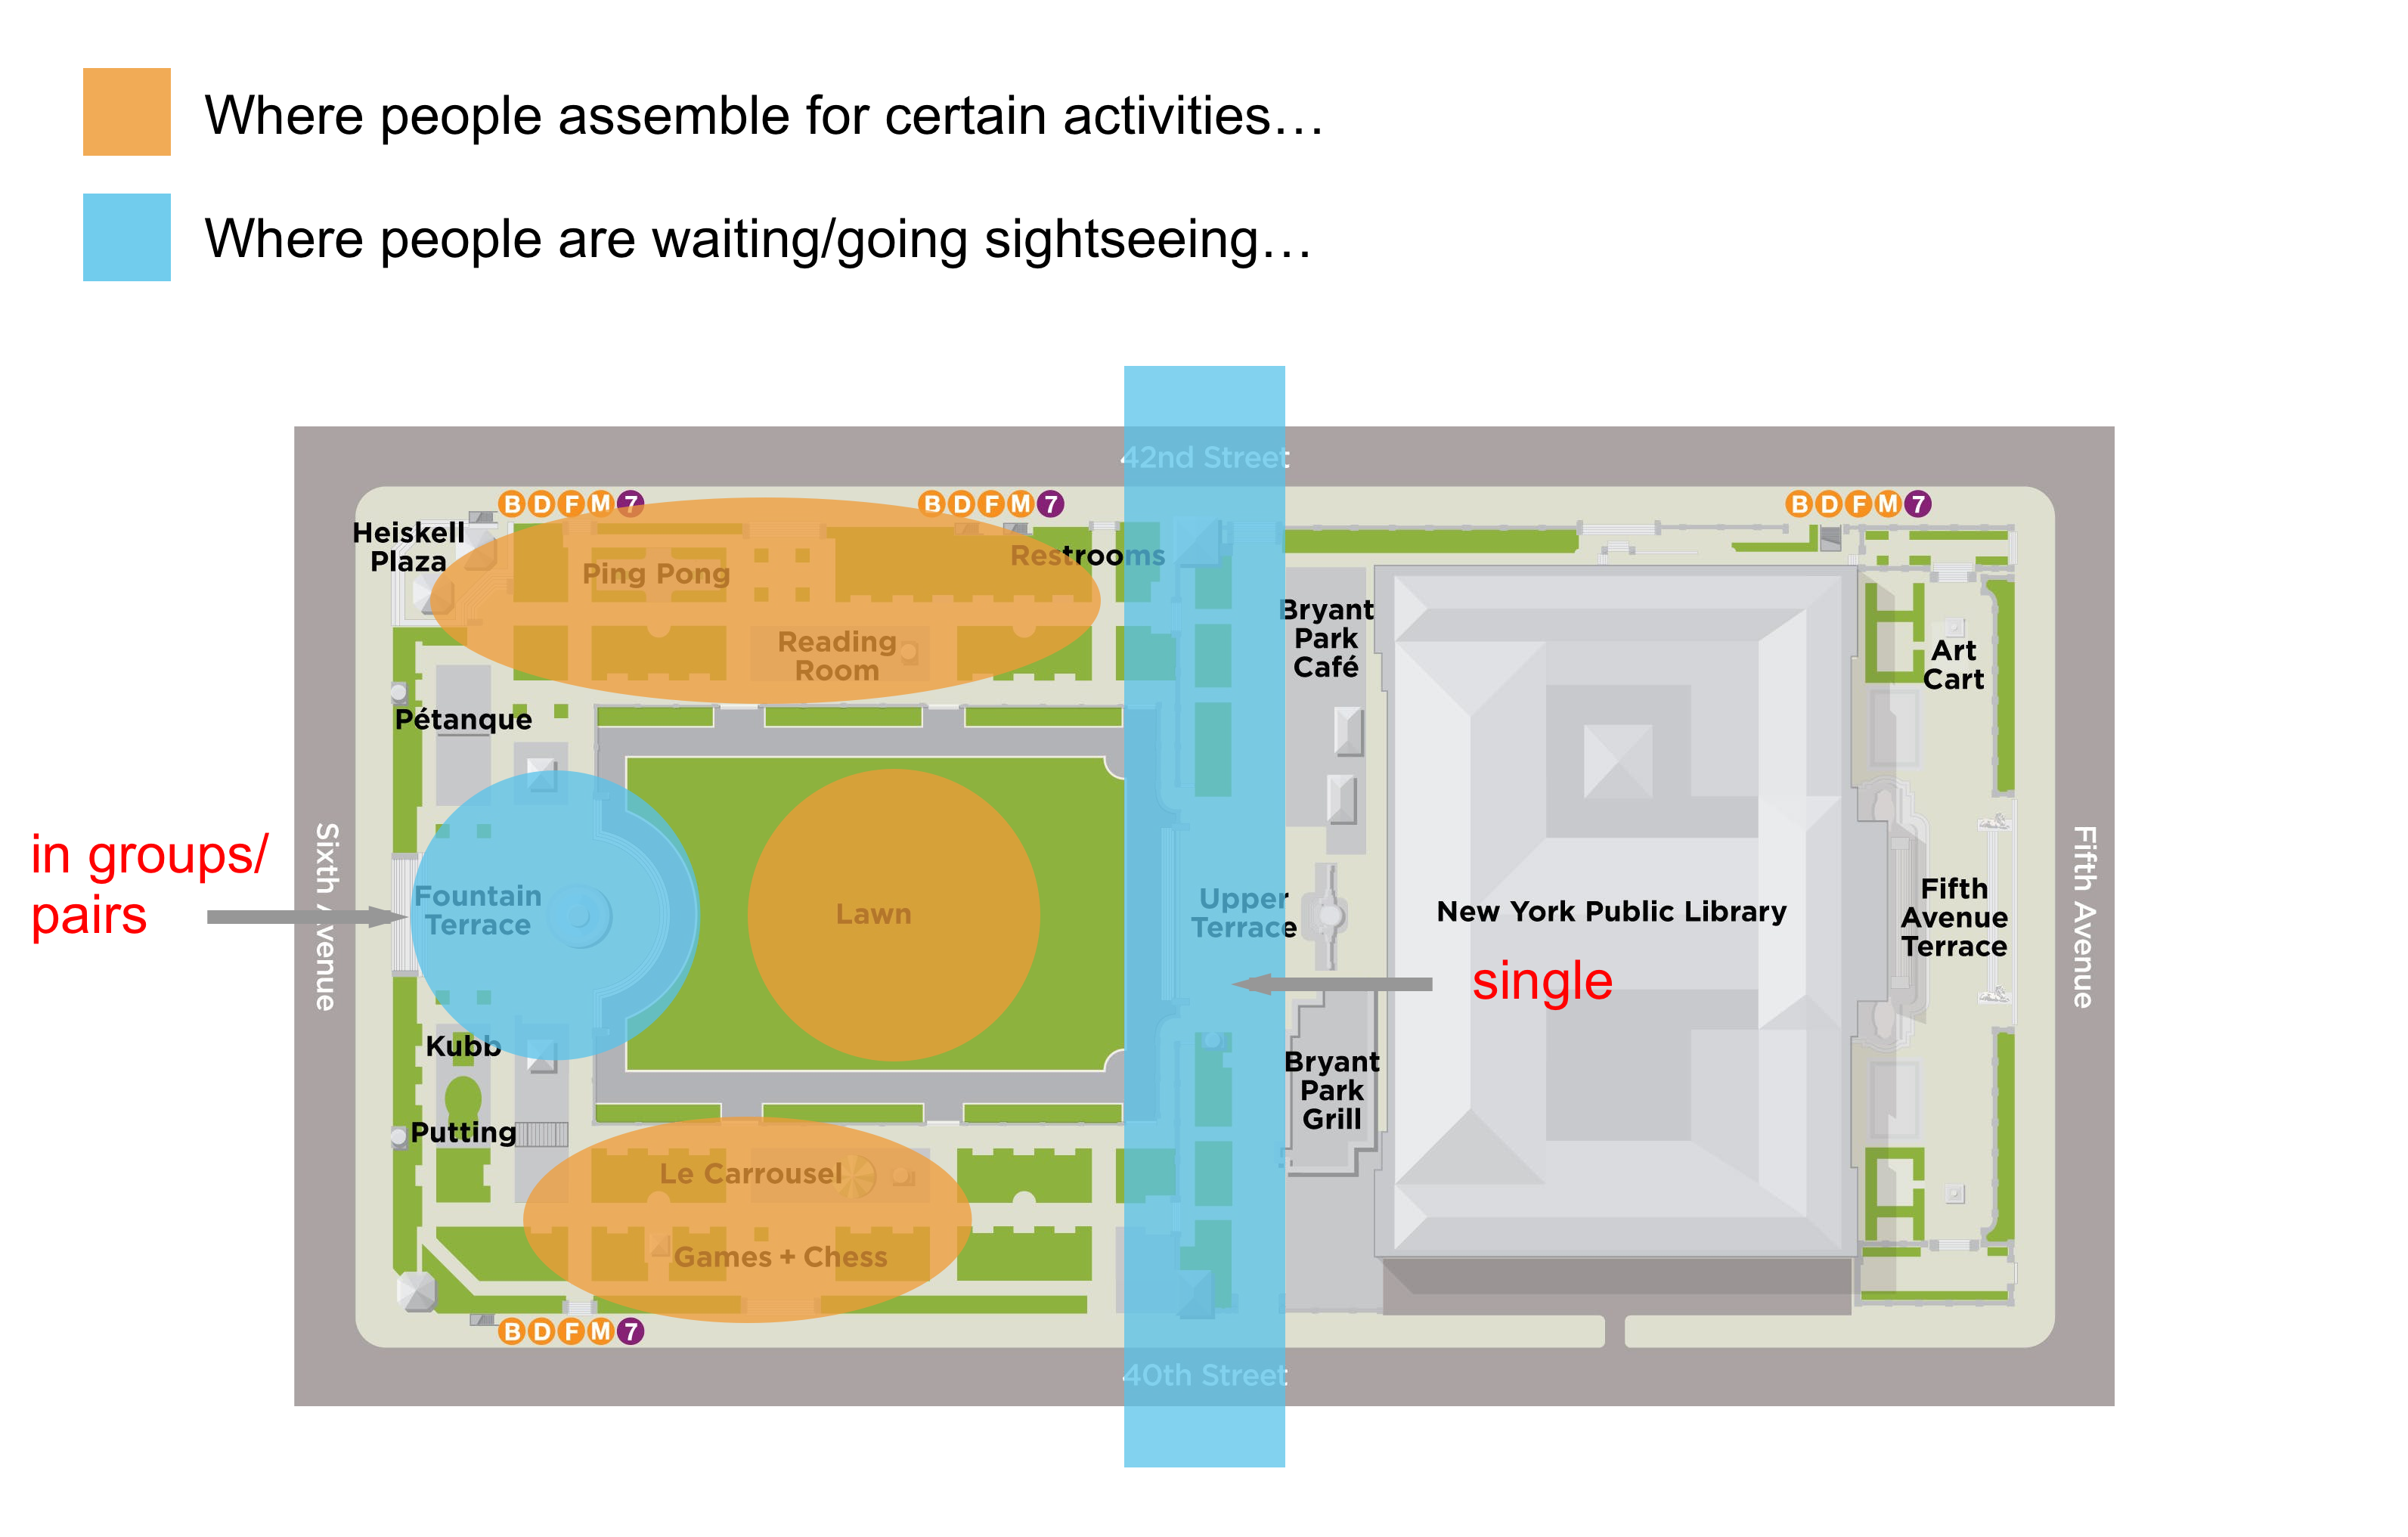 Where people assemble for certain activities…
Where people are waiting/going sightseeing…
42nd Street
B D F M 7
B D F M 7
B D F M 7
Heiskell
Plaza
Ping Pong
Restrooms
Reading
Room
Bryant
Park
Café
Art
Cart
Pétanque
in groups/
pairs
Sixth Avenue
Fountain
Terrace
Lawn
Upper
Terrace
New York Public Library
single
Fifth
Avenue
Terrace
Fifth Avenue
Kubb
Putting
Bryant
Park
Grill
Le Carrousel
Games + Chess
B D F M 7
40th Street